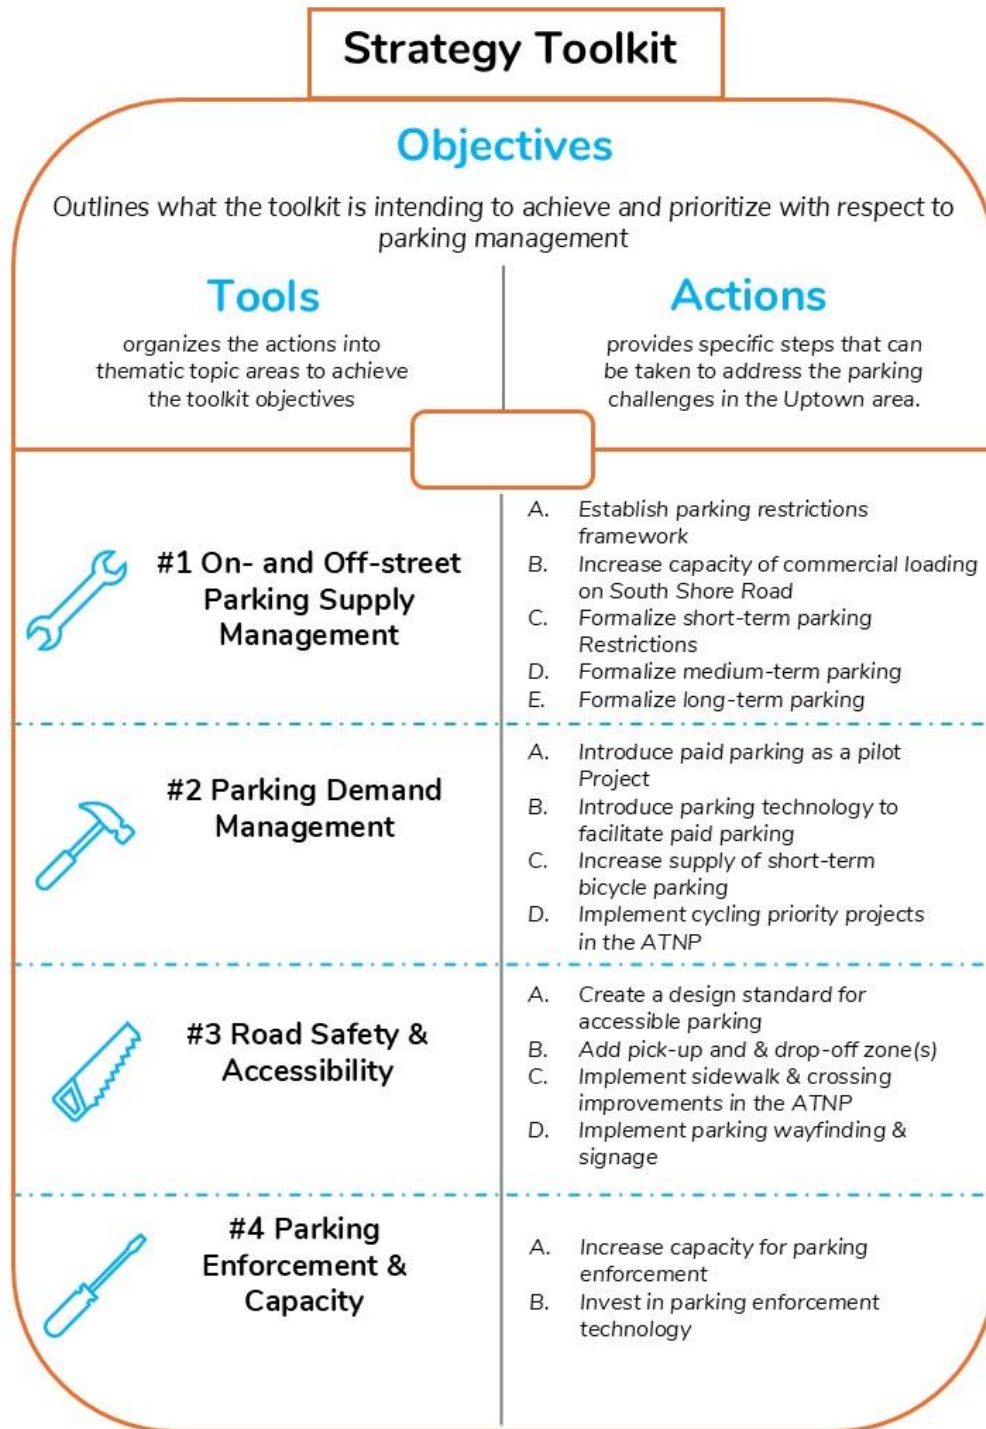 Strategy Toolkit
Objectives
Outlines what the toolkit is intending to achieve and prioritize with respect to
parking management
Tools
organizes the actions into
thematic topic areas to achieve
the toolkit objectives
Actions
provides specific steps that can
be taken to address the parking
challenges in the Uptown area.
#1 On- and Off-street
Parking Supply
Management
A. Establish parking restrictions
framework
B. Increase capacity of commercial loading
on South Shore Road
C. Formalize short-term parking
Restrictions
D. Formalize medium-term parking
E. Formalize long-term parking
#2 Parking Demand
Management
A. Introduce paid parking as a pilot
Project
B. Introduce parking technology to
facilitate paid parking
C. Increase supply of short-term
bicycle parking
D. Implement cycling priority projects
in the ATNP
#3 Road Safety &
Accessibility
A. Create a design standard for
accessible parking
B. Add pick-up and & drop-off zone(s)
C. Implement sidewalk & crossing
improvements in the ATNP
D. Implement parking wayfinding &
signage
#4 Parking
Enforcement &
Capacity
A. Increase capacity for parking
enforcement
B. Invest in parking enforcement
technology